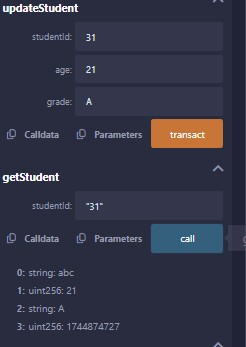 updateStudent
studentId: 31
age: 21
grade: A
Calldata Parameters transact
getStudent
studentId: "31"
Calldata Parameters call
0: string: abc
1: uint256: 21
2: string: A
3: uint256: 1744874727